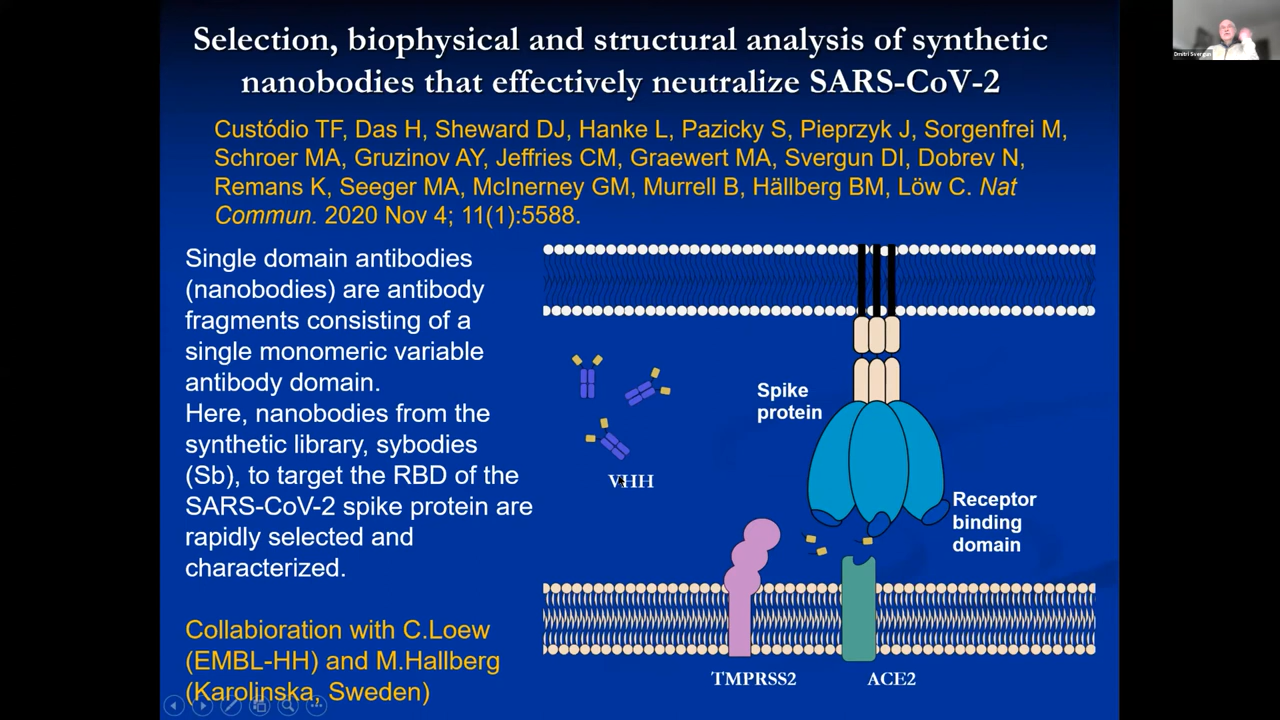 Selection, biophysical and structural analysis of synthetic
nanobodies that effectively neutralize SARS-CoV-2
Custódio TF, Das H, Sheward DJ, Hanke L, Pazicky S, Pieprzyk J, Sorgenfrei M,
Schroer MA, Gruzinov AY, Jeffries CM, Graewert MA, Svergun DI, Dobrev N,
Remans K, Seeger MA, McInerney GM, Murrell B, Hällberg BM, Löw C. Nat
Commun. 2020 Nov 4; 11(1):5588.
Single domain antibodies
(nanobodies) are antibody
fragments consisting of a
single monomeric variable
antibody domain.
Here, nanobodies from the
synthetic library, sybodies
(Sb), to target the RBD of the
SARS-CoV-2 spike protein are
rapidly selected and
characterized.
Collabioration with C.Loew
(EMBL-HH) and M.Hallberg
(Karolinska, Sweden)
Spike
protein
VHH
Receptor
binding
domain
TMPRSS2
ACE2
Dmitri Svergun